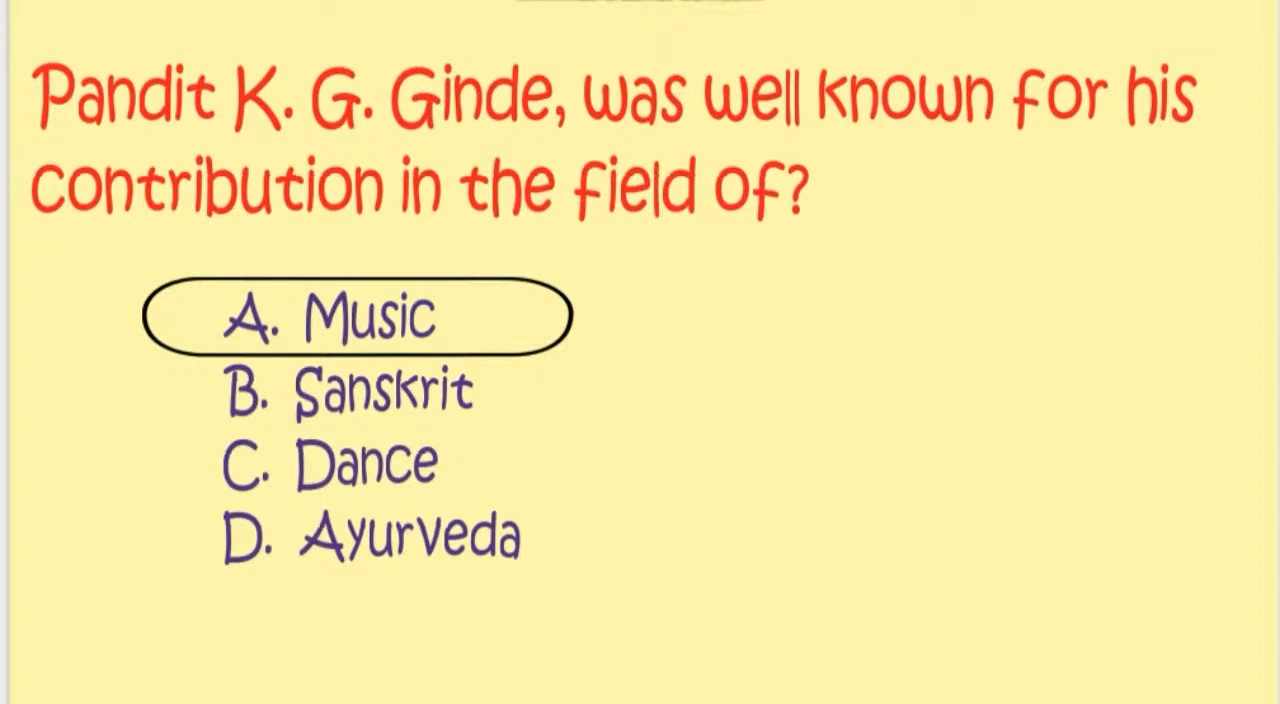 Pandit K. G. Ginde, was well known for his
contribution in the field of?
A. Music
B. Sanskrit
C. Dance
D. Ayurveda